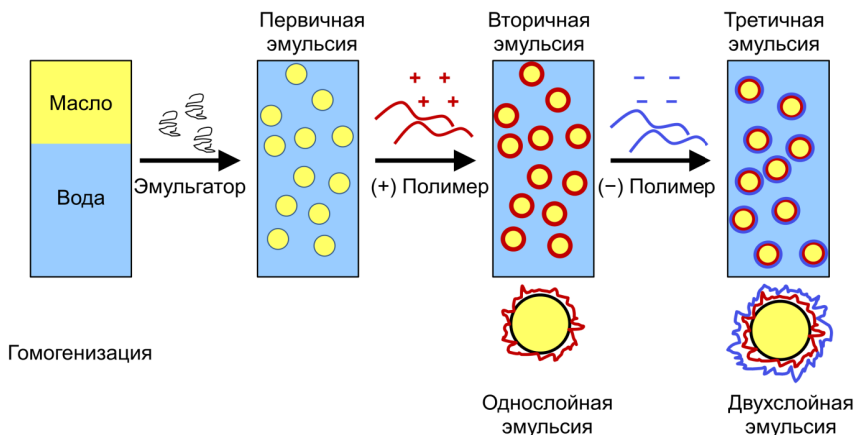 Первичная
эмульсия
Вторичная
эмульсия
Третичная
эмульсия
Масло
Вода
Эмульгатор
+ +
+ +
(+) Полимер
− −
− −
(−) Полимер
Гомогенизация
Однослойная
эмульсия
Двухслойная
эмульсия